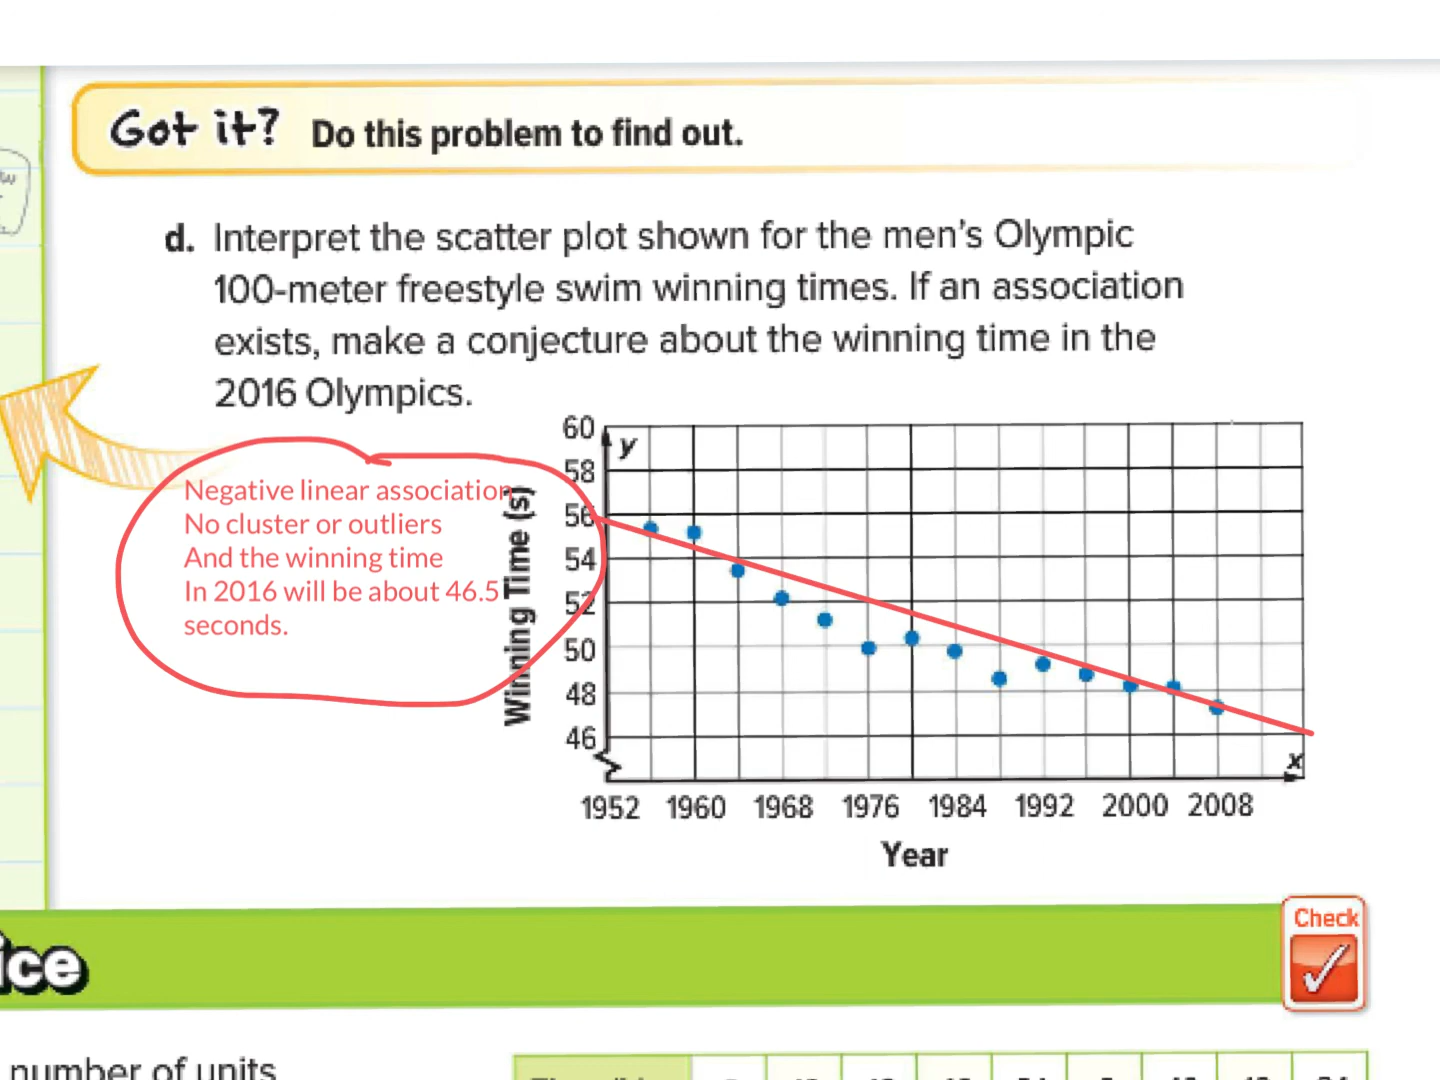 Got it? Do this problem to find out.
d. Interpret the scatter plot shown for the men's Olympic
100-meter freestyle swim winning times. If an association
exists, make a conjecture about the winning time in the
2016 Olympics.
Negative linear association
No cluster or outliers
And the winning time
In 2016 will be about 46.5
seconds.
Winning Time (s)
60
58
56
54
52
50
48
46
y
x
1952 1960 1968 1976 1984 1992 2000 2008
Year
Check
ice
number of units